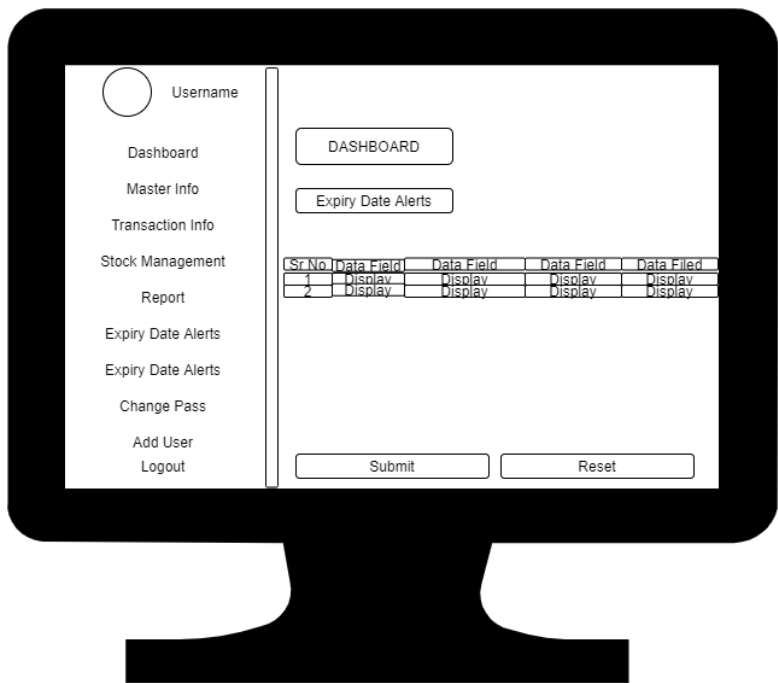 Username
Dashboard
Master Info
Transaction Info
Stock Management
Report
Expiry Date Alerts
Expiry Date Alerts
Change Pass
Add User
Logout
DASHBOARD
Expiry Date Alerts
Sr No Data Field Data Field Data Field Data Filed
1 Display Display Display Display
2 Display Display Display Display
Submit Reset